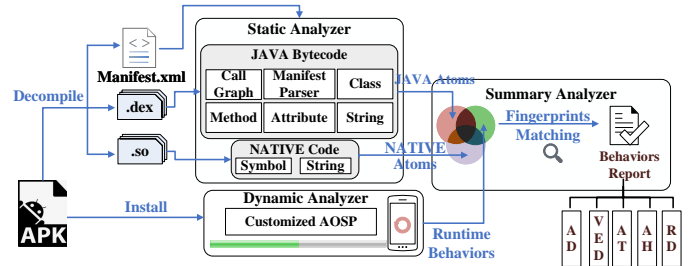 Static Analyzer
JAVA Bytecode
Call Graph
Manifest Parser
Class
Method
Attribute
String
NATIVE Code
Symbol
String
Manifest.xml
Decompile
.dex
.so
JAVA Atoms
NATIVE
Atoms
Summary Analyzer
Fingerprints
Matching
Behaviors
Report
APK
Install
Dynamic Analyzer
Customized AOSP
Runtime
Behaviors
AD
VED
AT
AH
RD